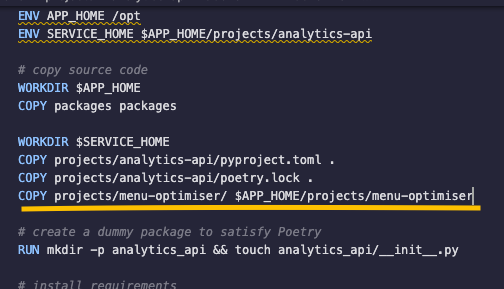 ENV APP_HOME /opt
ENV SERVICE_HOME $APP_HOME/projects/analytics-api
# copy source code
WORKDIR $APP_HOME
COPY packages packages
WORKDIR $SERVICE_HOME
COPY projects/analytics-api/pyproject.toml .
COPY projects/analytics-api/poetry.lock .
COPY projects/menu-optimiser/ $APP_HOME/projects/menu-optimiser
# create a dummy package to satisfy Poetry
RUN mkdir -p analytics_api && touch analytics_api/__init__.py
# install requirements